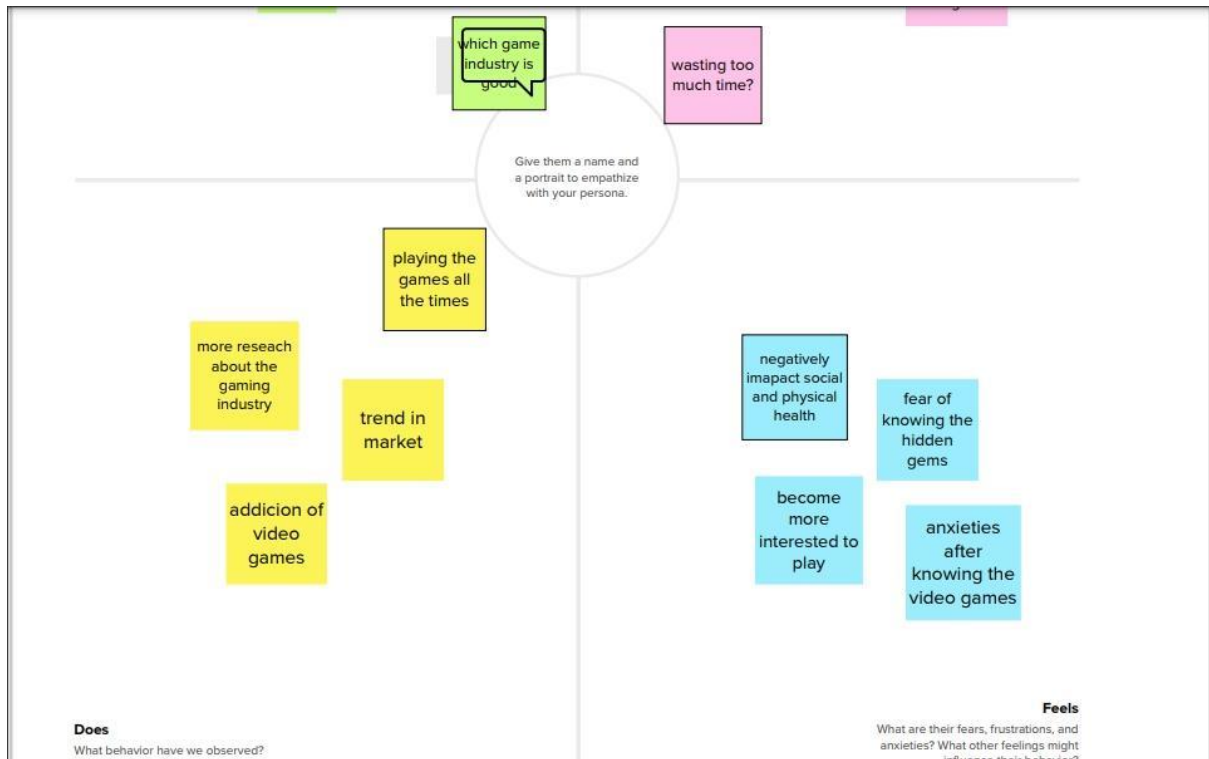 which game
industry is
good
wasting too
much time?
Give them a name and
a portrait to empathize
with your persona.
playing the
games all
the times
more reseach
about the
gaming
industry
trend in
market
addicion of
video
games
negatively
imapact social
and physical
health
fear of
knowing the
hidden
gems
become
more
interested to
play
anxieties
after
knowing the
video games
Does
What behavior have we observed?
Feels
What are their fears, frustrations, and
anxieties? What other feelings might
influence their behavior?